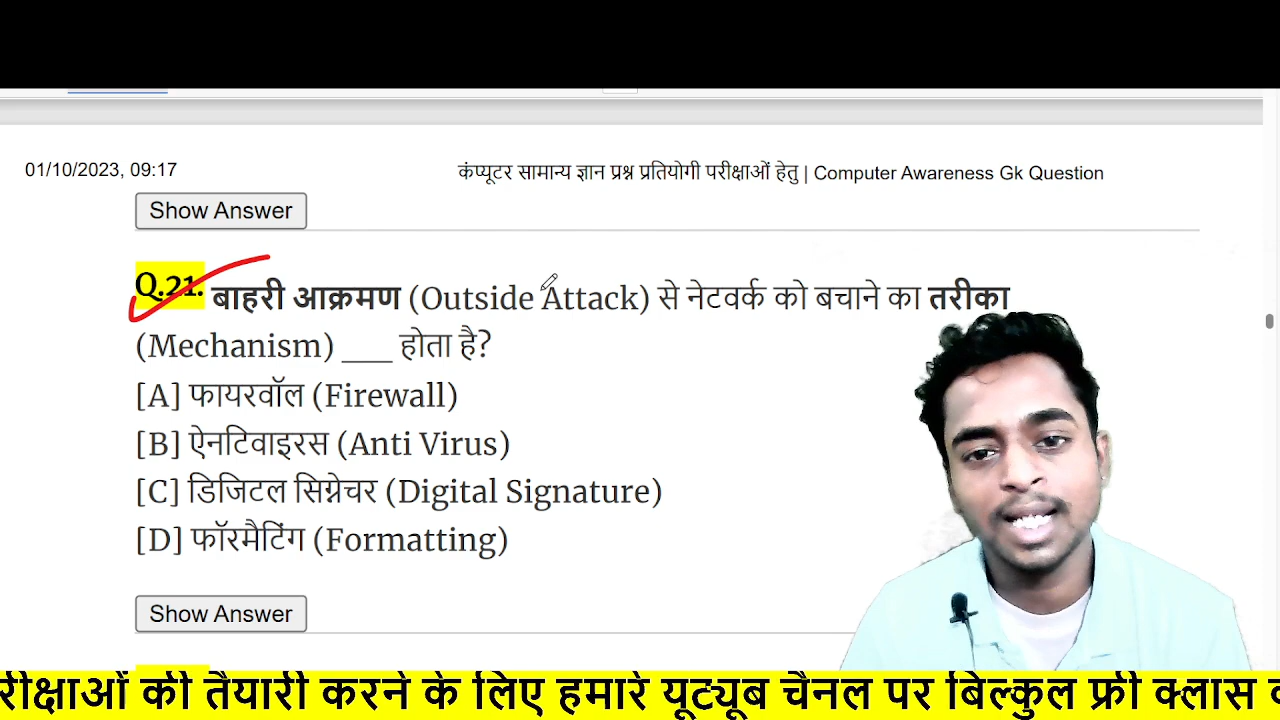 01/10/2023, 09:17 कंप्यूटर सामान्य ज्ञान प्रश्न प्रतियोगी परीक्षाओं हेतु | Computer Awareness Gk Question
Show Answer
Q.21. बाहरी आक्रमण (Outside Attack) से नेटवर्क को बचाने का तरीका
(Mechanism) ___ होता है?
[A] फायरवॉल (Firewall)
[B] ऐनटिवाइरस (Anti Virus)
[C] डिजिटल सिग्नेचर (Digital Signature)
[D] फॉरमैटिंग (Formatting)
Show Answer
रीक्षाओं की तैयारी करने के लिए हमारे यूट्यूब चैनल पर बिल्कुल फ्री क्लास